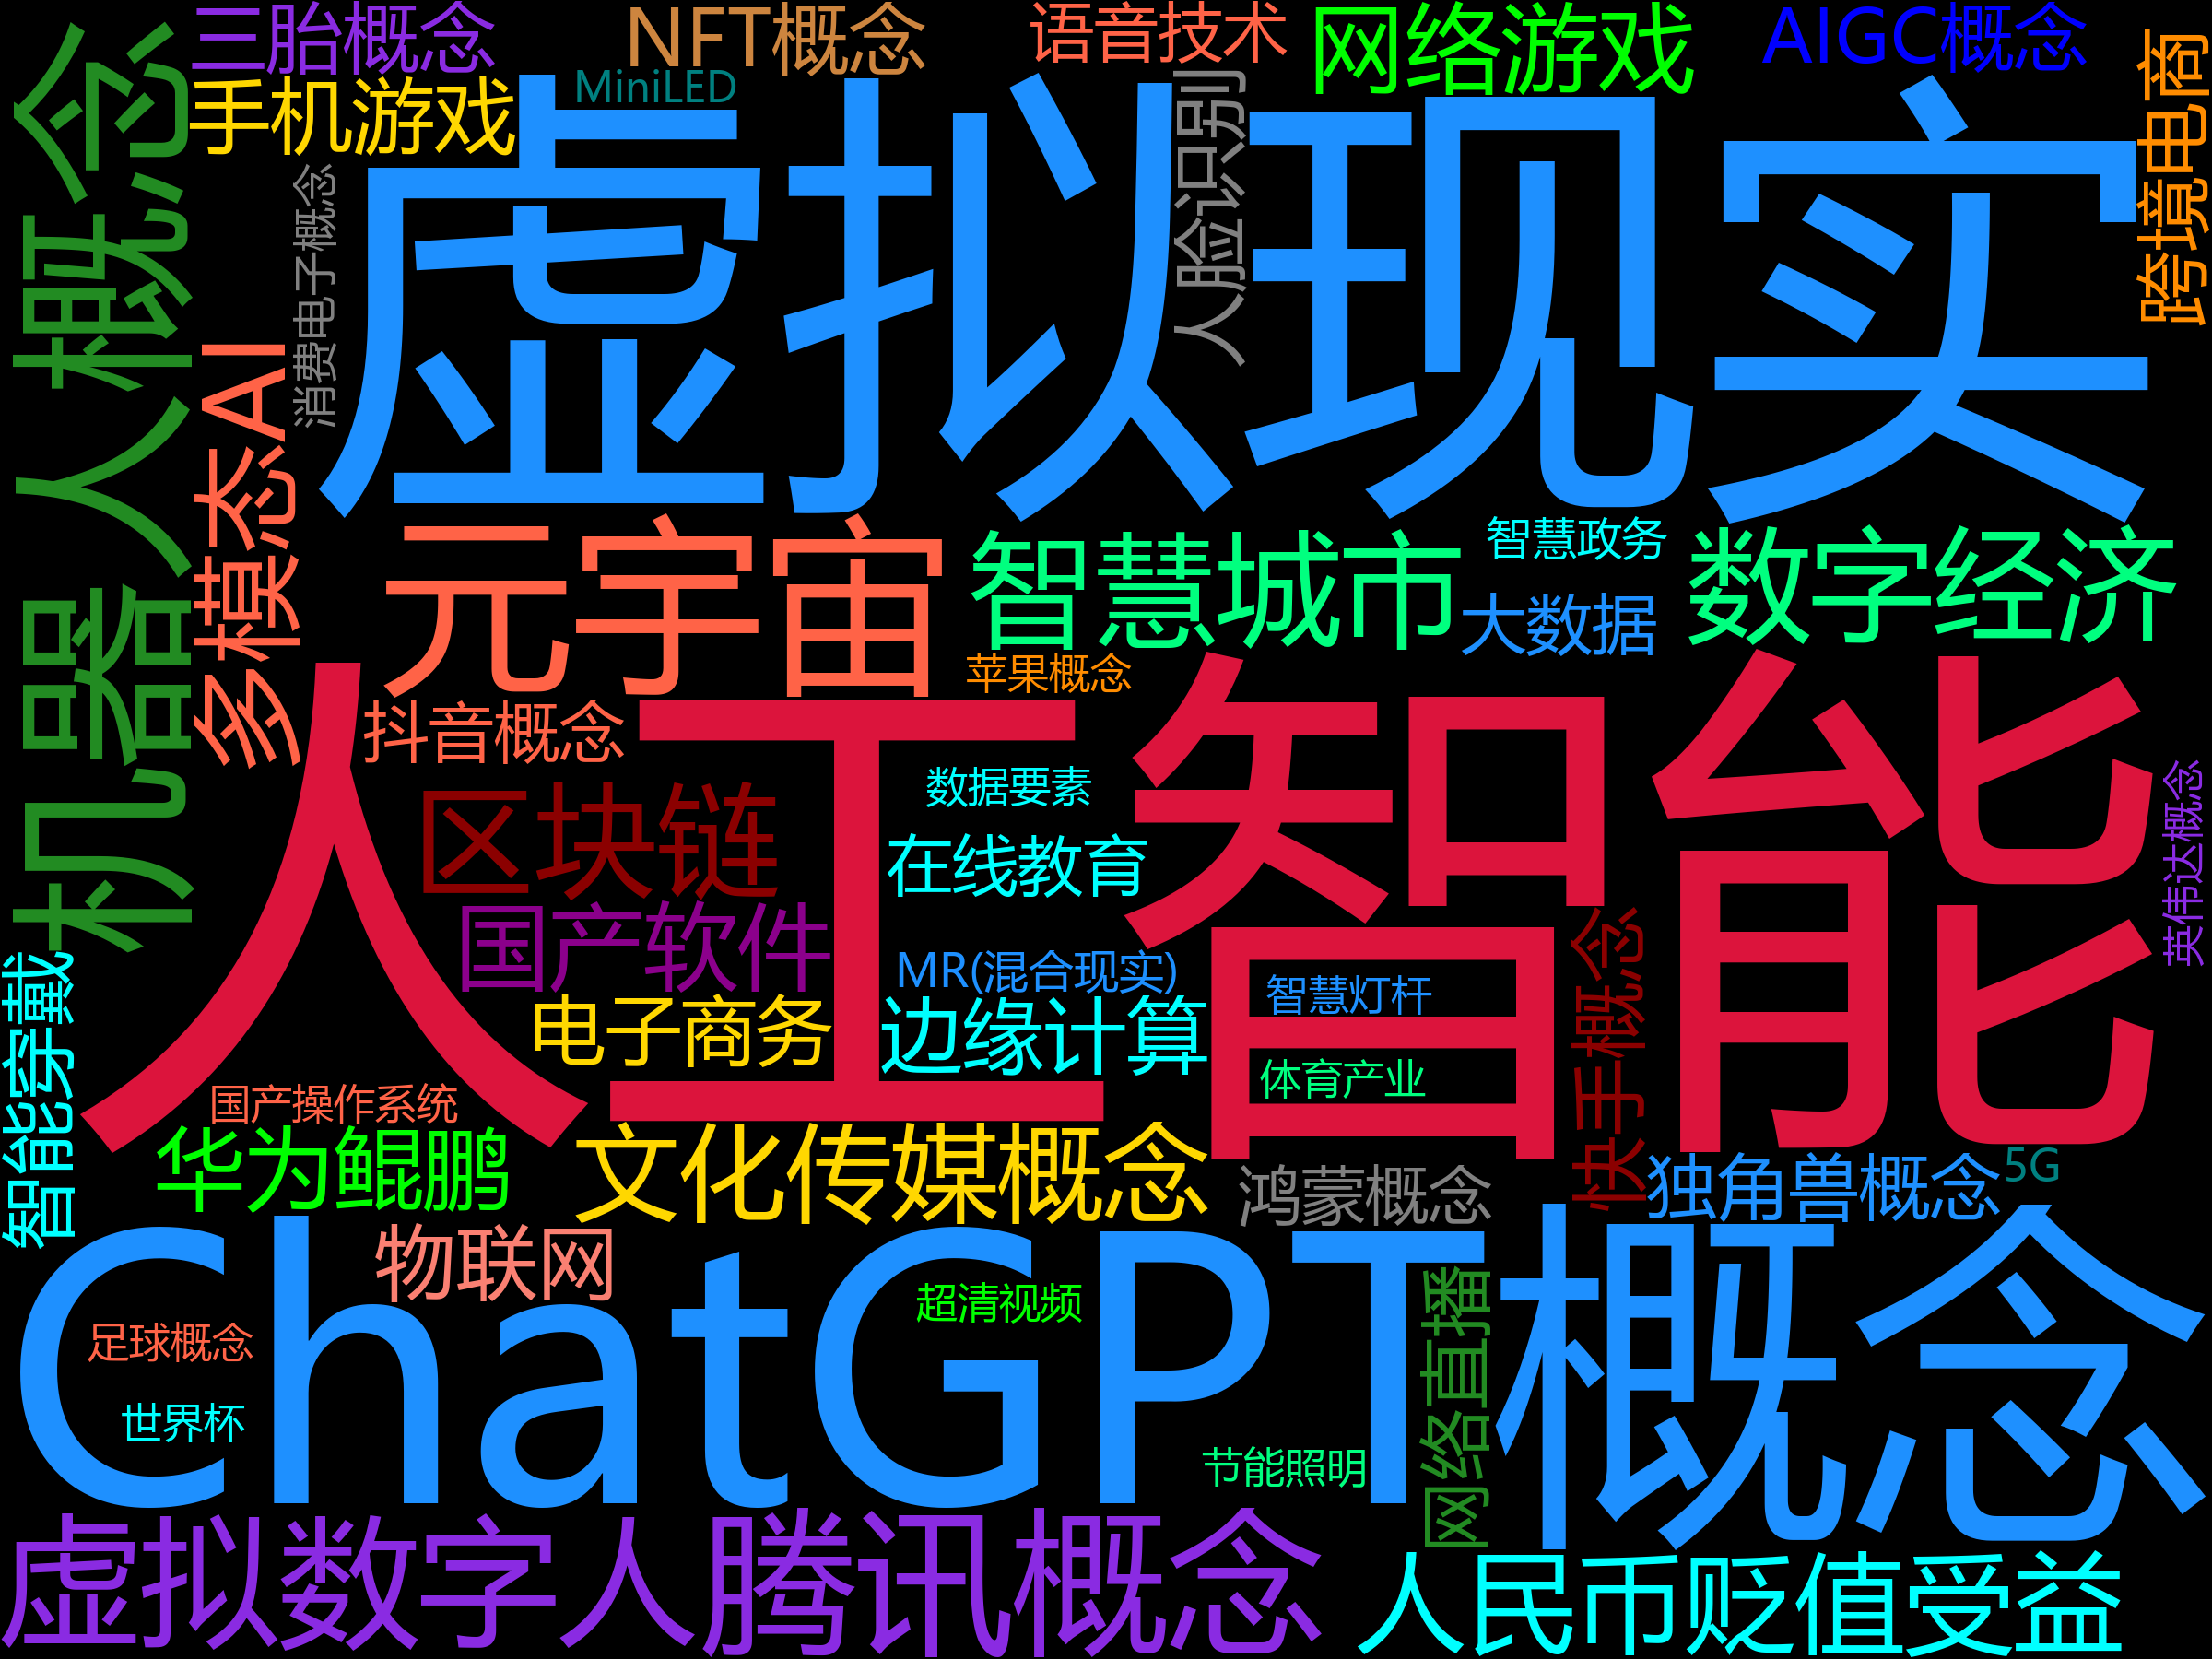 三胎概念
NFT概念
语音技术
网络游戏
AIGC概念
跨境电商
机器人概念
手机游戏
MiniLED
消费电子概念
虚拟现实
人脸识别
多模态AI
元宇宙
智慧城市
智慧政务
大数据
数字经济
苹果概念
抖音概念
人工智能
数据要素
英伟达概念
区块链
在线教育
国产软件
MR(混合现实)
智慧灯杆
快手概念
智能穿戴
电子商务
边缘计算
体育产业
国产操作系统
华为鲲鹏
文化传媒概念
鸿蒙概念
独角兽概念
5G
物联网
ChatGPT概念
超清视频
网络直播
足球概念
世界杯
节能照明
虚拟数字人
腾讯概念
人民币贬值受益